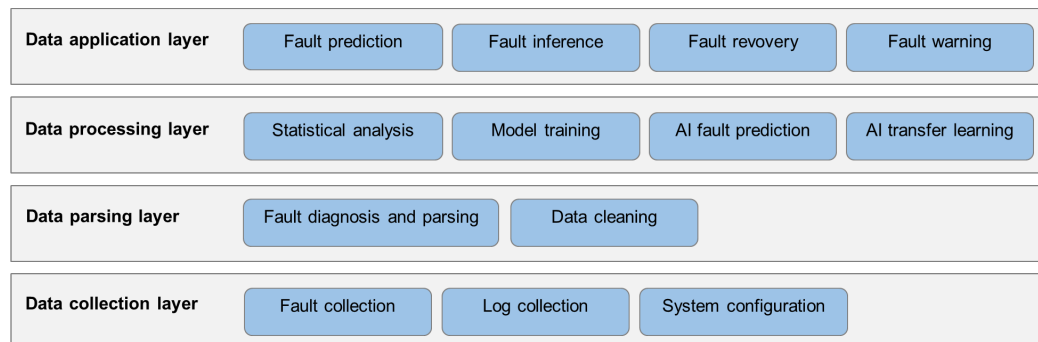 Data application layer
Fault prediction
Fault inference
Fault revovery
Fault warning
Data processing layer
Statistical analysis
Model training
AI fault prediction
AI transfer learning
Data parsing layer
Fault diagnosis and parsing
Data cleaning
Data collection layer
Fault collection
Log collection
System configuration